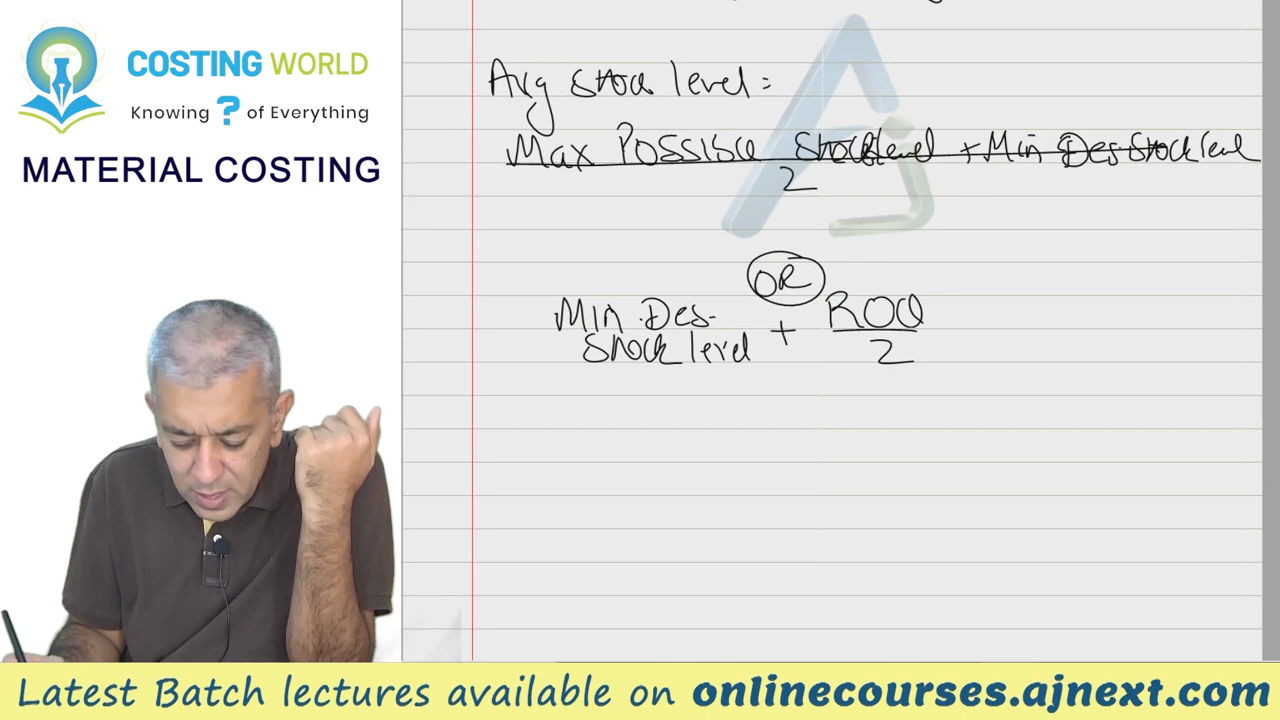 COSTING WORLD
Knowing ? of Everything
MATERIAL COSTING
Avg stock level =
Max Possible Stock level + Min Des Stock level
2
OR
Min Des.
Stock level + ROQ
2
Latest Batch lectures available on onlinecourses.ajnext.com